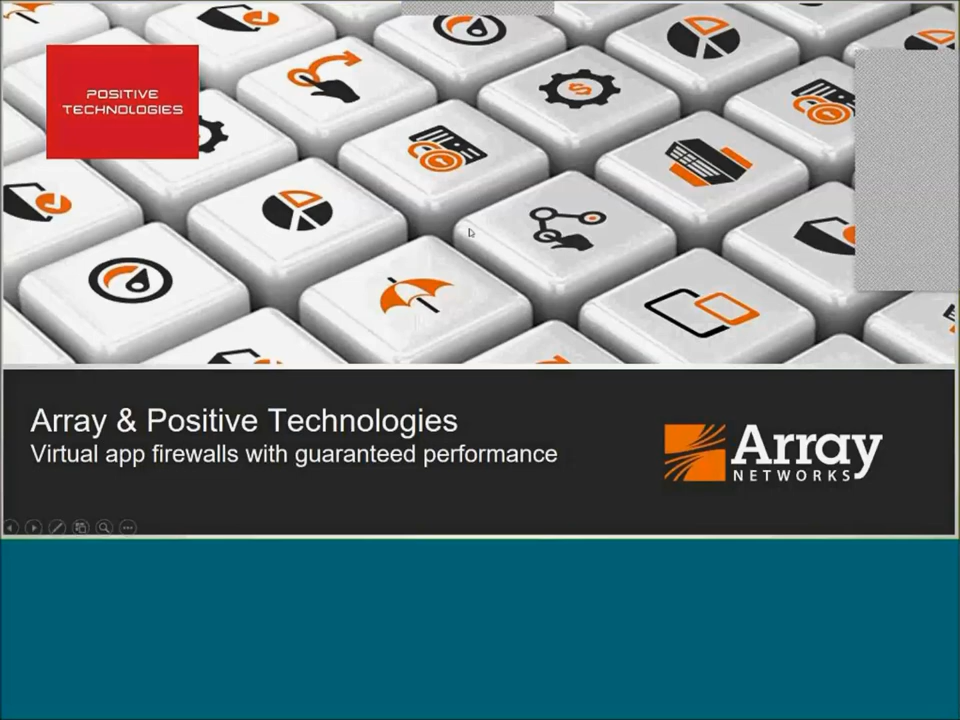 POSITIVE
TECHNOLOGIES
Array & Positive Technologies
Virtual app firewalls with guaranteed performance
Array
NETWORKS